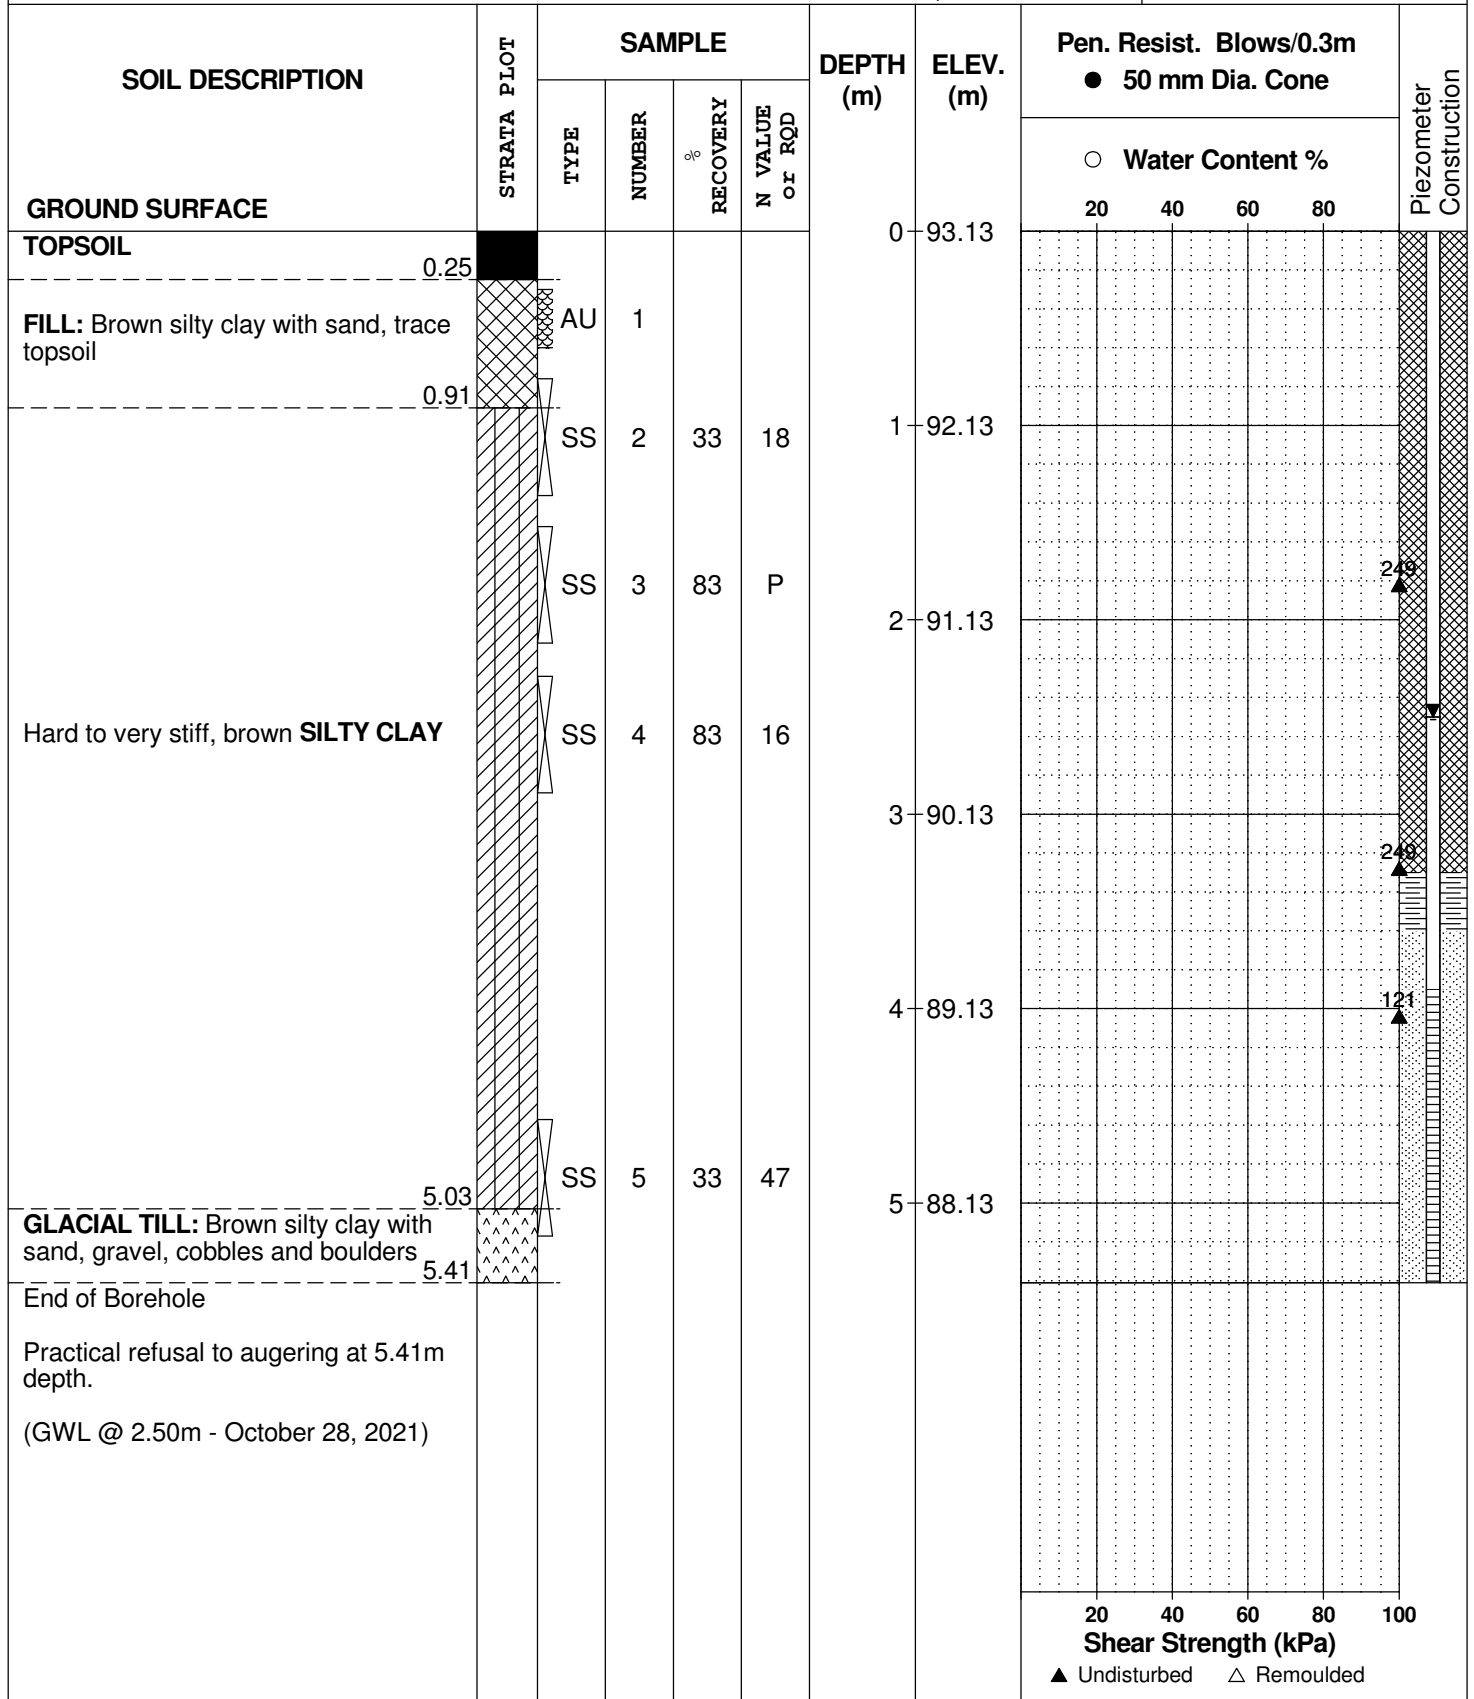 SOIL DESCRIPTION
GROUND SURFACE
STRATA PLOT
SAMPLE
TYPE
NUMBER
% RECOVERY
N VALUE
or RQD
DEPTH
(m)
ELEV.
(m)
Pen. Resist. Blows/0.3m
● 50 mm Dia. Cone
○ Water Content %
20 40 60 80
Piezometer
Construction
0 93.13
TOPSOIL
0.25
FILL: Brown silty clay with sand, trace
topsoil
AU 1
0.91
SS 2 33 18
1 92.13
249
SS 3 83 P
2 91.13
Hard to very stiff, brown SILTY CLAY
SS 4 83 16
3 90.13
249
121
4 89.13
SS 5 33 47
5.03
5 88.13
GLACIAL TILL: Brown silty clay with
sand, gravel, cobbles and boulders
5.41
End of Borehole
Practical refusal to augering at 5.41m
depth.
(GWL @ 2.50m - October 28, 2021)
20 40 60 80 100
Shear Strength (kPa)
▲ Undisturbed △ Remoulded